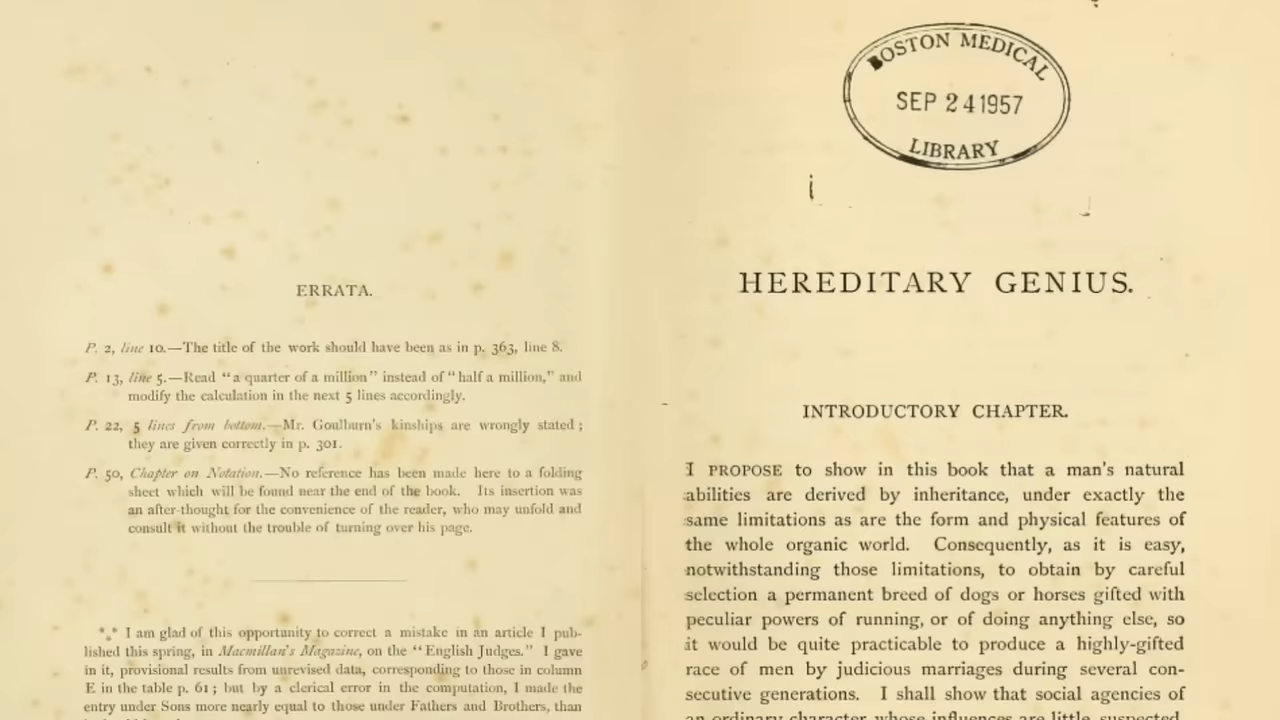 ERRATA.
P. 2, line 10.—The title of the work should have been as in p. 363, line 8.
P. 13, line 5.—Read "a quarter of a million" instead of "half a million," and
modify the calculation in the next 5 lines accordingly.
P. 22, 5 lines from bottom.—Mr. Goulburn's kinships are wrongly stated;
they are given correctly in p. 301.
P. 50, Chapter on Notation.—No reference has been made here to a folding
sheet which will be found near the end of the book. Its insertion was
an after-thought for the convenience of the reader, who may unfold and
consult it without the trouble of turning over his page.
*** I am glad of this opportunity to correct a mistake in an article I pub-
lished this spring, in Macmillan's Magazine, on the "English Judges." I gave
in it, provisional results from unrevised data, corresponding to those in column
E in the table p. 61; but by a clerical error in the computation, I made the
entry under Sons more nearly equal to those under Fathers and Brothers, than
BOSTON MEDICAL
SEP 24 1957
LIBRARY
HEREDITARY GENIUS.
INTRODUCTORY CHAPTER.
I PROPOSE to show in this book that a man's natural
abilities are derived by inheritance, under exactly the
same limitations as are the form and physical features of
the whole organic world. Consequently, as it is easy,
notwithstanding those limitations, to obtain by careful
selection a permanent breed of dogs or horses gifted with
peculiar powers of running, or of doing anything else, so
it would be quite practicable to produce a highly-gifted
race of men by judicious marriages during several con-
secutive generations. I shall show that social agencies of
an ordinary character, whose influences are little suspected,